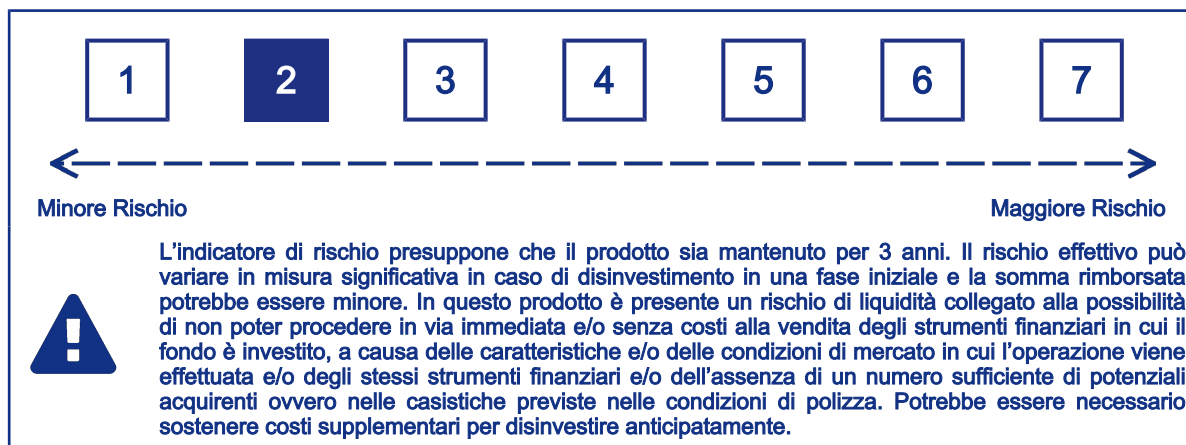 1 2 3 4 5 6 7
Minore Rischio Maggiore Rischio
L'indicatore di rischio presuppone che il prodotto sia mantenuto per 3 anni. Il rischio effettivo può
variare in misura significativa in caso di disinvestimento in una fase iniziale e la somma rimborsata
potrebbe essere minore. In questo prodotto è presente un rischio di liquidità collegato alla possibilità
di non poter procedere in via immediata e/o senza costi alla vendita degli strumenti finanziari in cui il
fondo è investito, a causa delle caratteristiche e/o delle condizioni di mercato in cui l'operazione viene
effettuata e/o degli stessi strumenti finanziari e/o dell'assenza di un numero sufficiente di potenziali
acquirenti ovvero nelle casistiche previste nelle condizioni di polizza. Potrebbe essere necessario
sostenere costi supplementari per disinvestire anticipatamente.